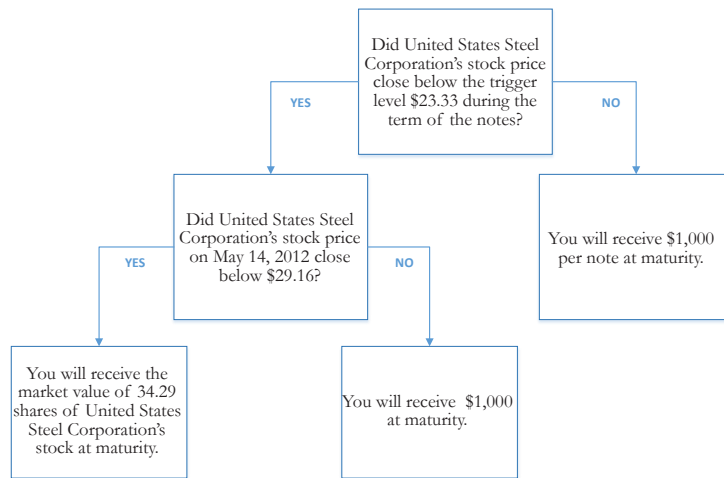 Did United States Steel
Corporation's stock price
close below the trigger
level $23.33 during the
term of the notes?
YES
NO
Did United States Steel
Corporation's stock price
on May 14, 2012 close
below $29.16?
You will receive $1,000
per note at maturity.
YES
NO
You will receive the
market value of 34.29
shares of United States
Steel Corporation's
stock at maturity.
You will receive $1,000
at maturity.